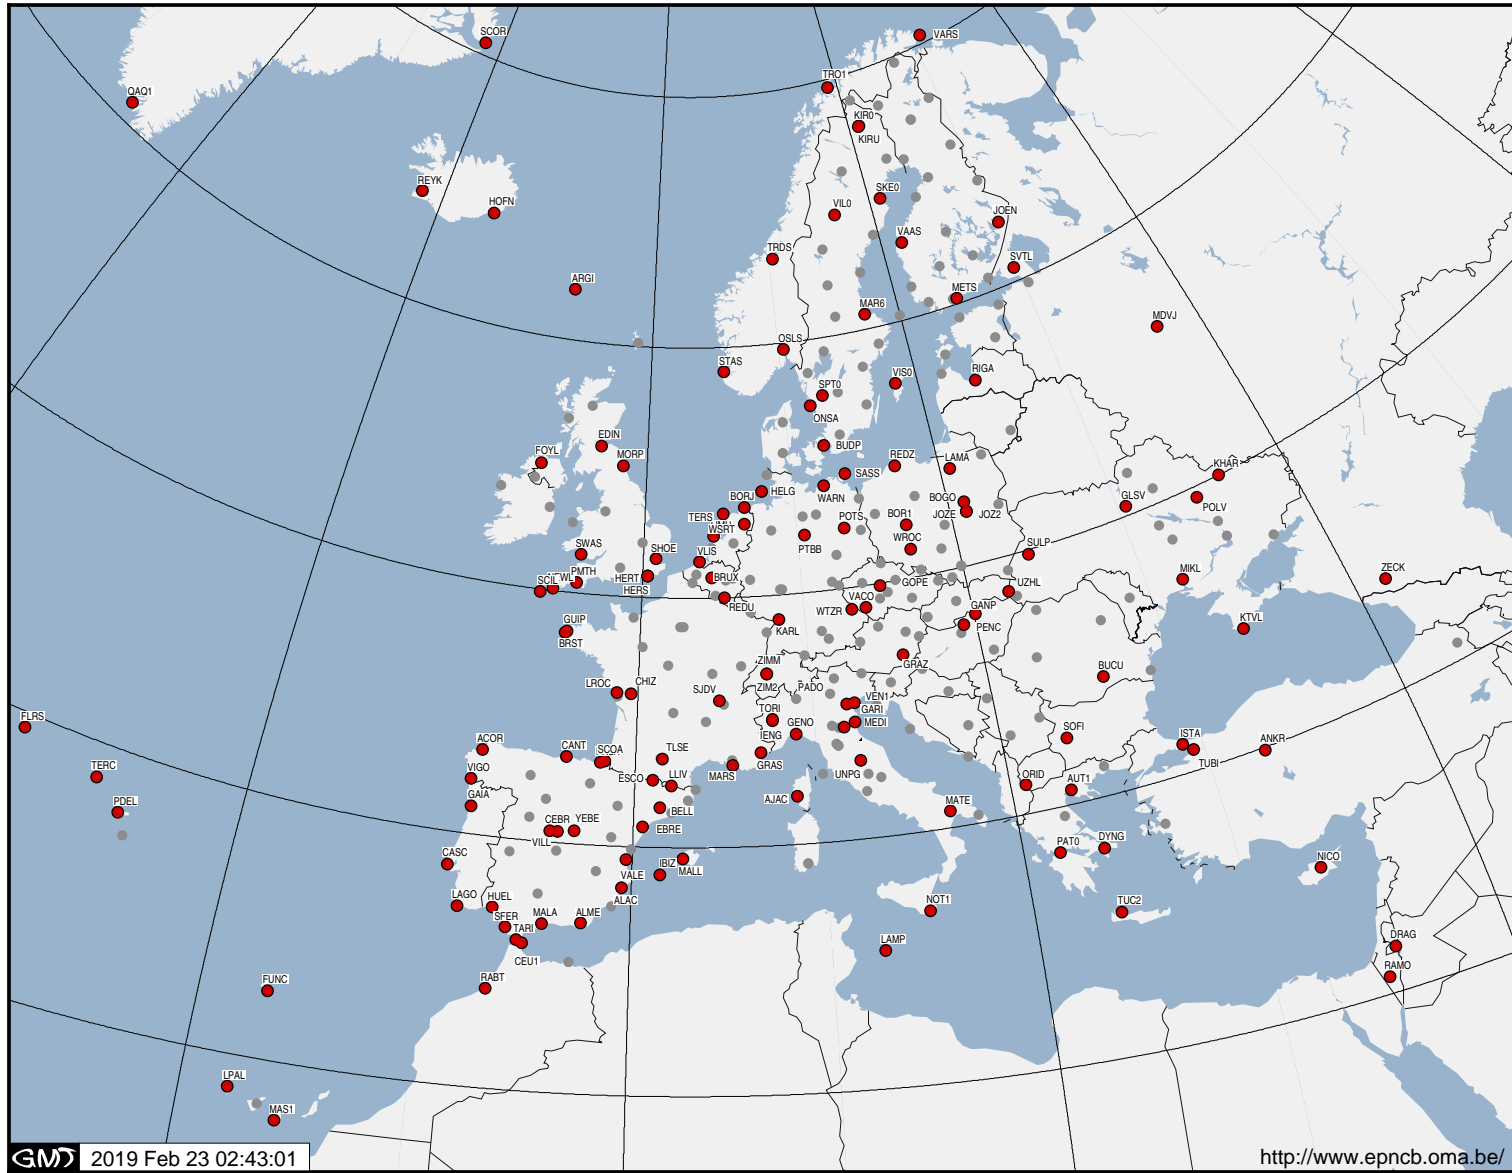 SCOR
VARS
TRO1
QAQ1
KIR0
KIRU
REYK
SKE0
HOFN
VIL0
JOEN
VAAS
TRDS
SVTL
ARGI
METS
MAR6
MDVJ
OSLS
STAS
RIGA
VIS0
SPT0
ONSA
EDIN
BUDP
FOYL
MORP
REDZ
LAMA
SASS
KHAR
HELG
WARN
BORJ
GLSV
POLV
BOGO
TERS
POTS
BOR1
JOZE
JOZ2
WSRT
PTBB
WROC
SWAS
SHOE
VLIS
SULP
PMTH
HERT
BRUX
GOPE
MIKL
ZECK
SCIL
HERS
UZHL
REDU
VACO
WTZR
GANP
GUIP
KARL
PENC
KTVL
BRST
ZIMM
GRAZ
BUCU
LROC
CHIZ
SJDV
ZIM2
PADO
VEN1
GARI
FLRS
TORI
GENO
MEDI
SOFI
ACOR
CANT
SCOA
TLSE
IENG
ISTA
ANKR
TERC
VIGO
ESCO
LLIV
MARS
GRAS
UNPG
TUBI
ORID
AUT1
GAIA
PDEL
AJAC
BELL
MATE
CEBR
YEBE
EBRE
VILL
PAT0
DYNG
CASC
IBIZ
MALL
NICO
VALE
LAGO
HUEL
ALAC
NOT1
TUC2
SFER
MALA
ALME
TARI
LAMP
DRAG
CEU1
RAMO
FUNC
RABT
LPAL
MAS1
GMT 2019 Feb 23 02:43:01 http://www.epncb.oma.be/